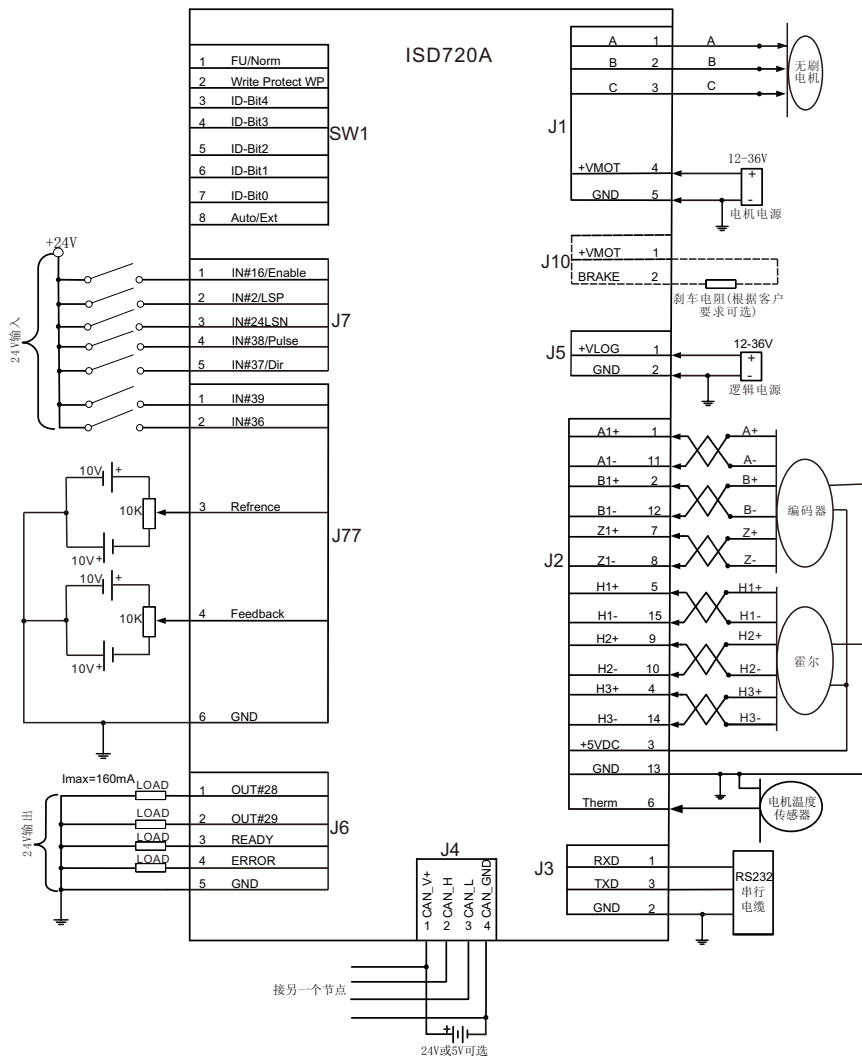 ISD720A
SW1
1 FU/Norm
2 Write Protect WP
3 ID-Bit4
4 ID-Bit3
5 ID-Bit2
6 ID-Bit1
7 ID-Bit0
8 Auto/Ext
+24V
24V输入
J7
1 IN#16/Enable
2 IN#2/LSP
3 IN#24LSN
4 IN#38/Pulse
5 IN#37/Dir
J77
1 IN#39
2 IN#36
10V +
10K
10V +
3 Refrence
10V +
10K
10V +
4 Feedback
6 GND
Imax=160mA
24V输出
J6
LOAD 1 OUT#28
LOAD 2 OUT#29
LOAD 3 READY
LOAD 4 ERROR
5 GND
J4
CAN_V+ CAN_H CAN_L CAN_GND
1 2 3 4
接另一个节点
+
24V或5V可选
J1
A 1 A
B 2 B
C 3 C
无刷
电机
+VMOT 4
GND 5
12-36V
+
-
电机电源
J10
+VMOT 1
BRAKE 2
刹车电阻(根据客户
要求可选)
J5
+VLOG 1
GND 2
12-36V
+
-
逻辑电源
J2
A1+ 1 A+
A1- 11 A-
B1+ 2 B+
B1- 12 B-
Z1+ 7 Z+
Z1- 8 Z-
编码器
H1+ 5 H1+
H1- 15 H1-
H2+ 9 H2+
H2- 10 H2-
H3+ 4 H3+
H3- 14 H3-
霍尔
+5VDC 3
GND 13
Therm 6
电机温度
传感器
J3
RXD 1
TXD 3
GND 2
RS232
串行
电缆